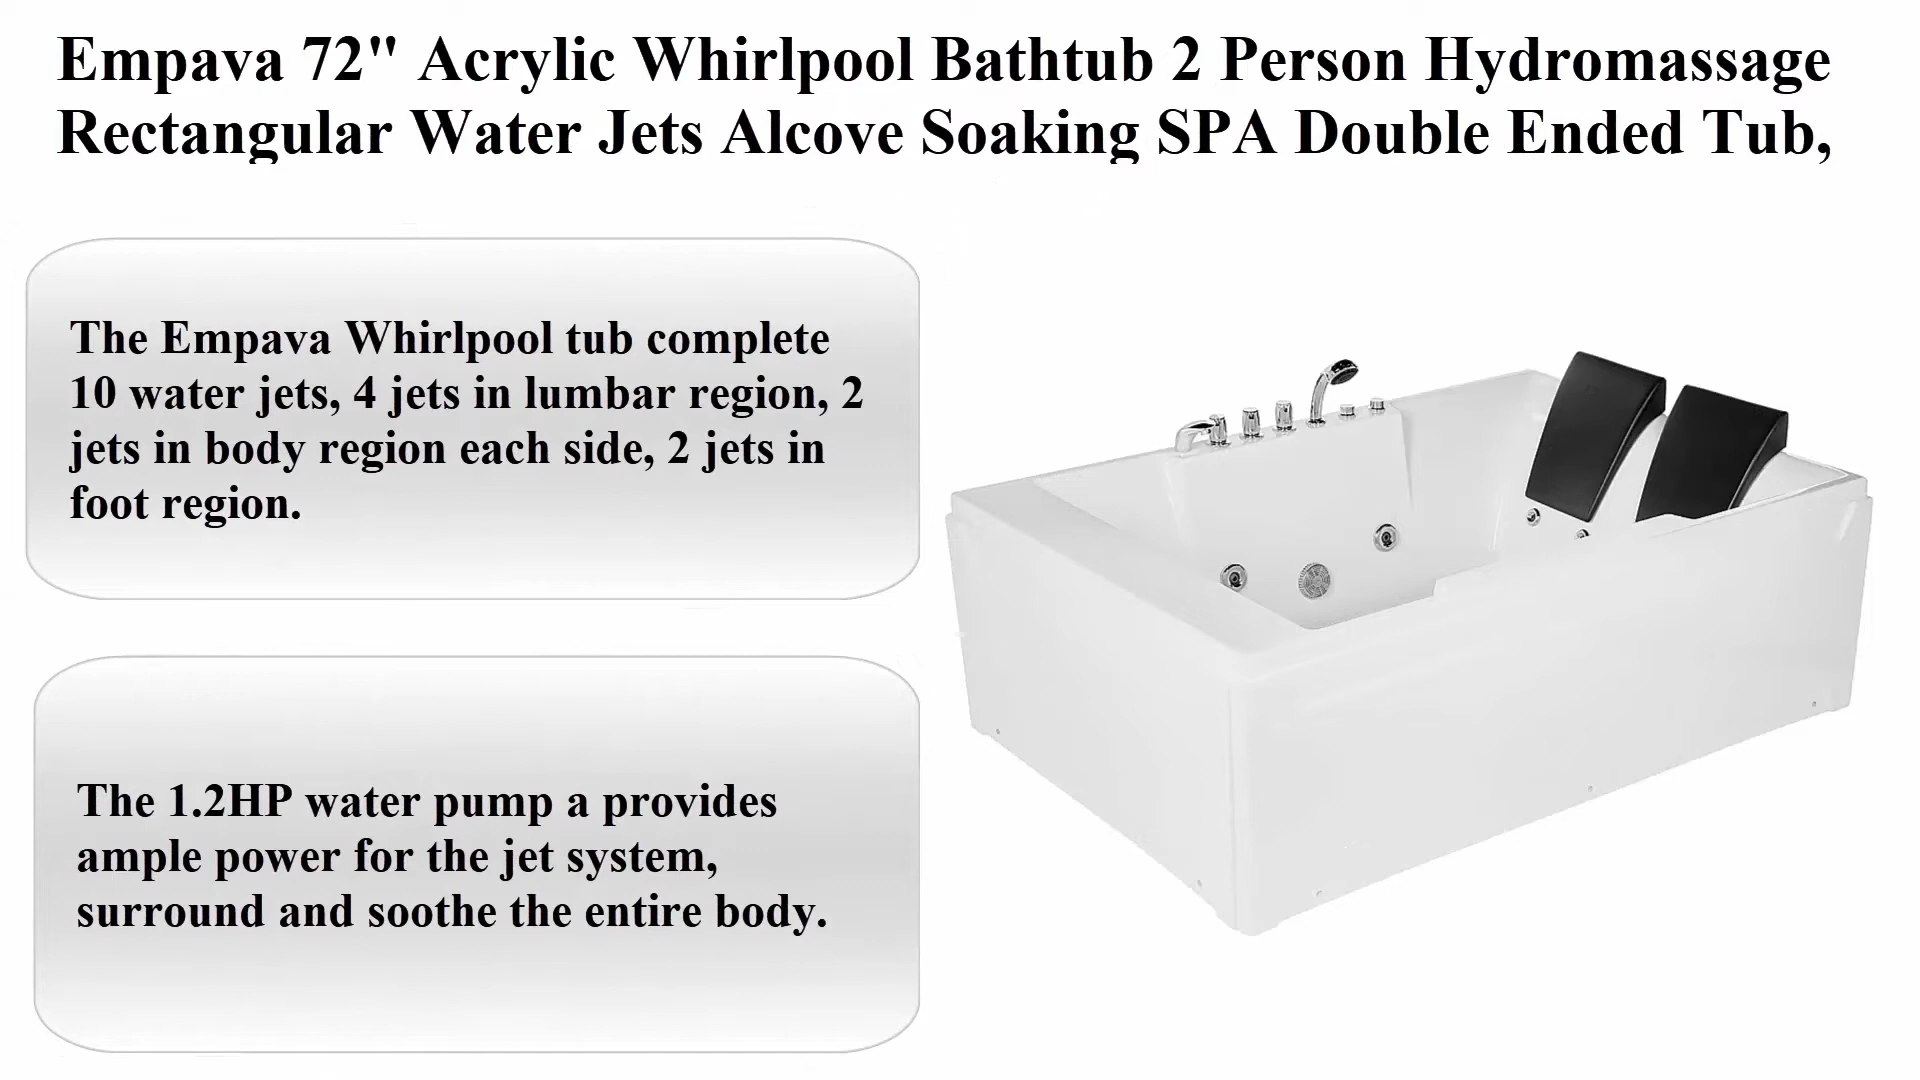 Empava 72" Acrylic Whirlpool Bathtub 2 Person Hydromassage
Rectangular Water Jets Alcove Soaking SPA Double Ended Tub,
The Empava Whirlpool tub complete
10 water jets, 4 jets in lumbar region, 2
jets in body region each side, 2 jets in
foot region.
The 1.2HP water pump a provides
ample power for the jet system,
surround and soothe the entire body.